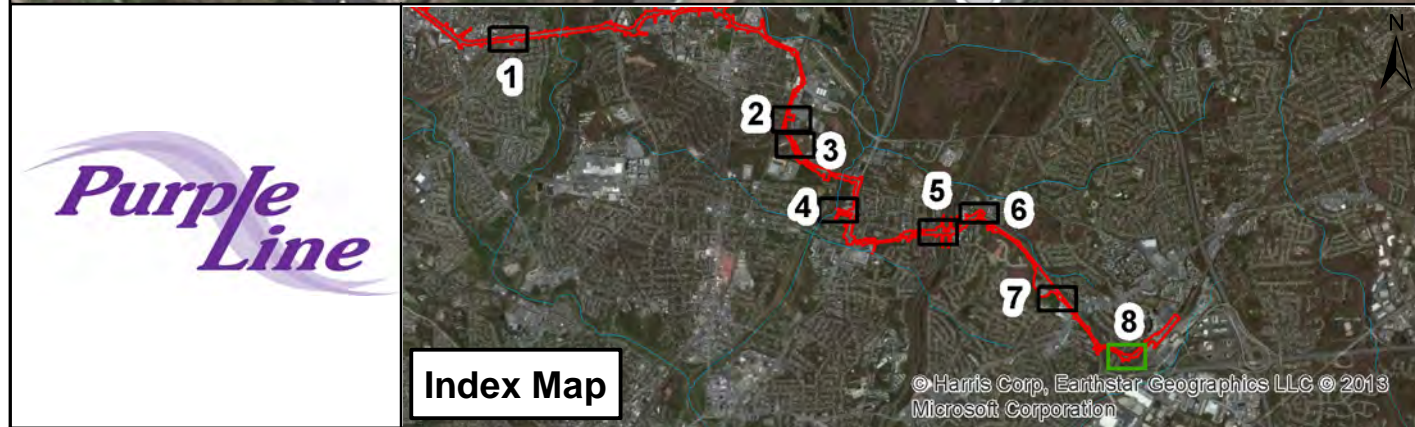 Purple
Line
N
1
2
3
4
5
6
7
8
Index Map
© Harris Corp, Earthstar Geographics LLC © 2013
Microsoft Corporation